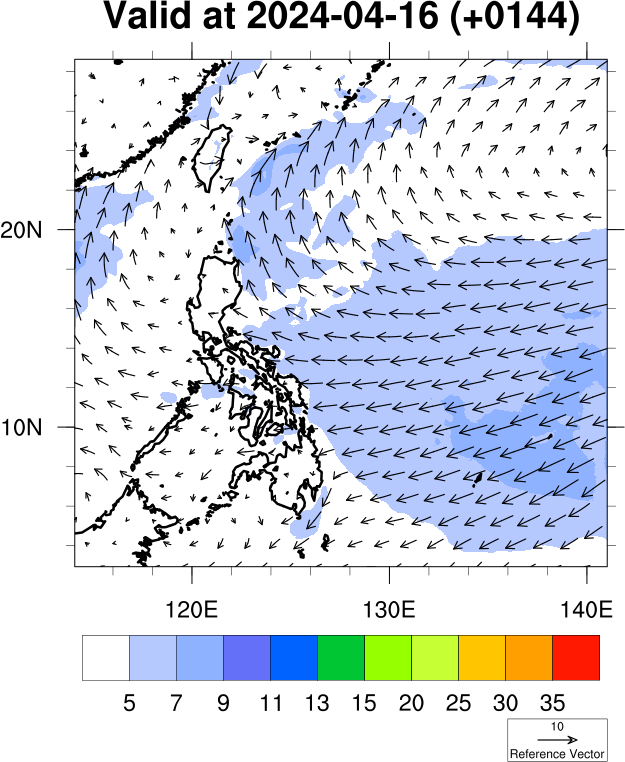 Valid at 2024-04-16 (+0144)
20N
10N
120E 130E 140E
5 7 9 11 13 15 20 25 30 35
10
Reference Vector